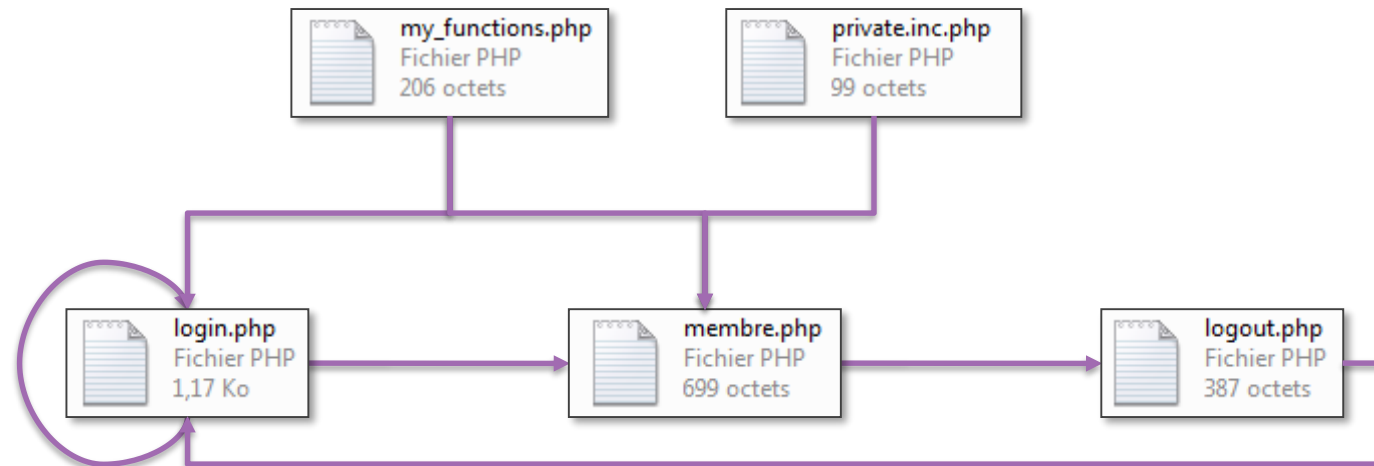 my_functions.php
Fichier PHP
206 octets
private.inc.php
Fichier PHP
99 octets
login.php
Fichier PHP
1,17 Ko
membre.php
Fichier PHP
699 octets
logout.php
Fichier PHP
387 octets